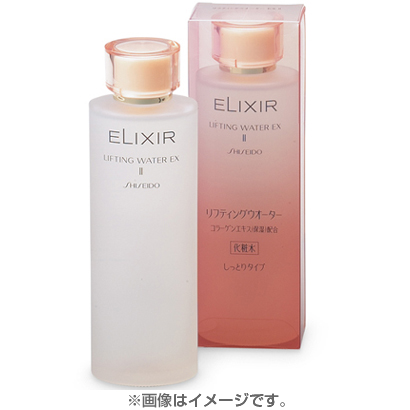 ELIXIR
LIFTING WATER EX
II
SHISEIDO
ELIXIR
LIFTING WATER EX
II
SHISEIDO
リフティングウオーター
コラーゲンエキス(保湿)配合
化粧水
しっとりタイプ
※画像はイメージです。